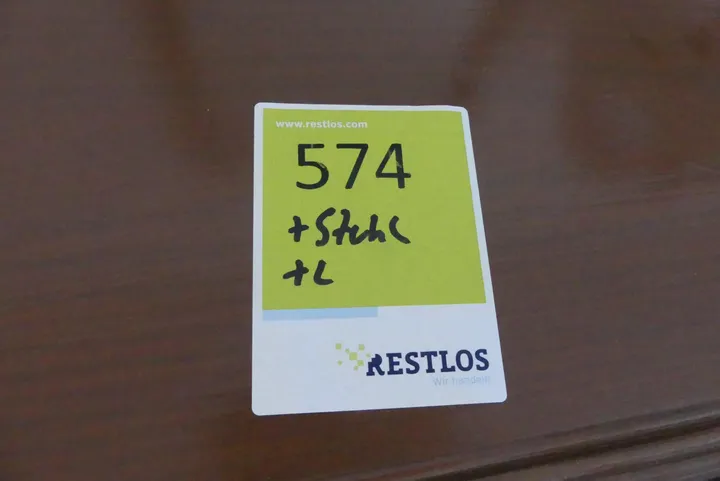 www.restlos.com
574
+ Stuhl
+ L
RESTLOS
Wir handeln